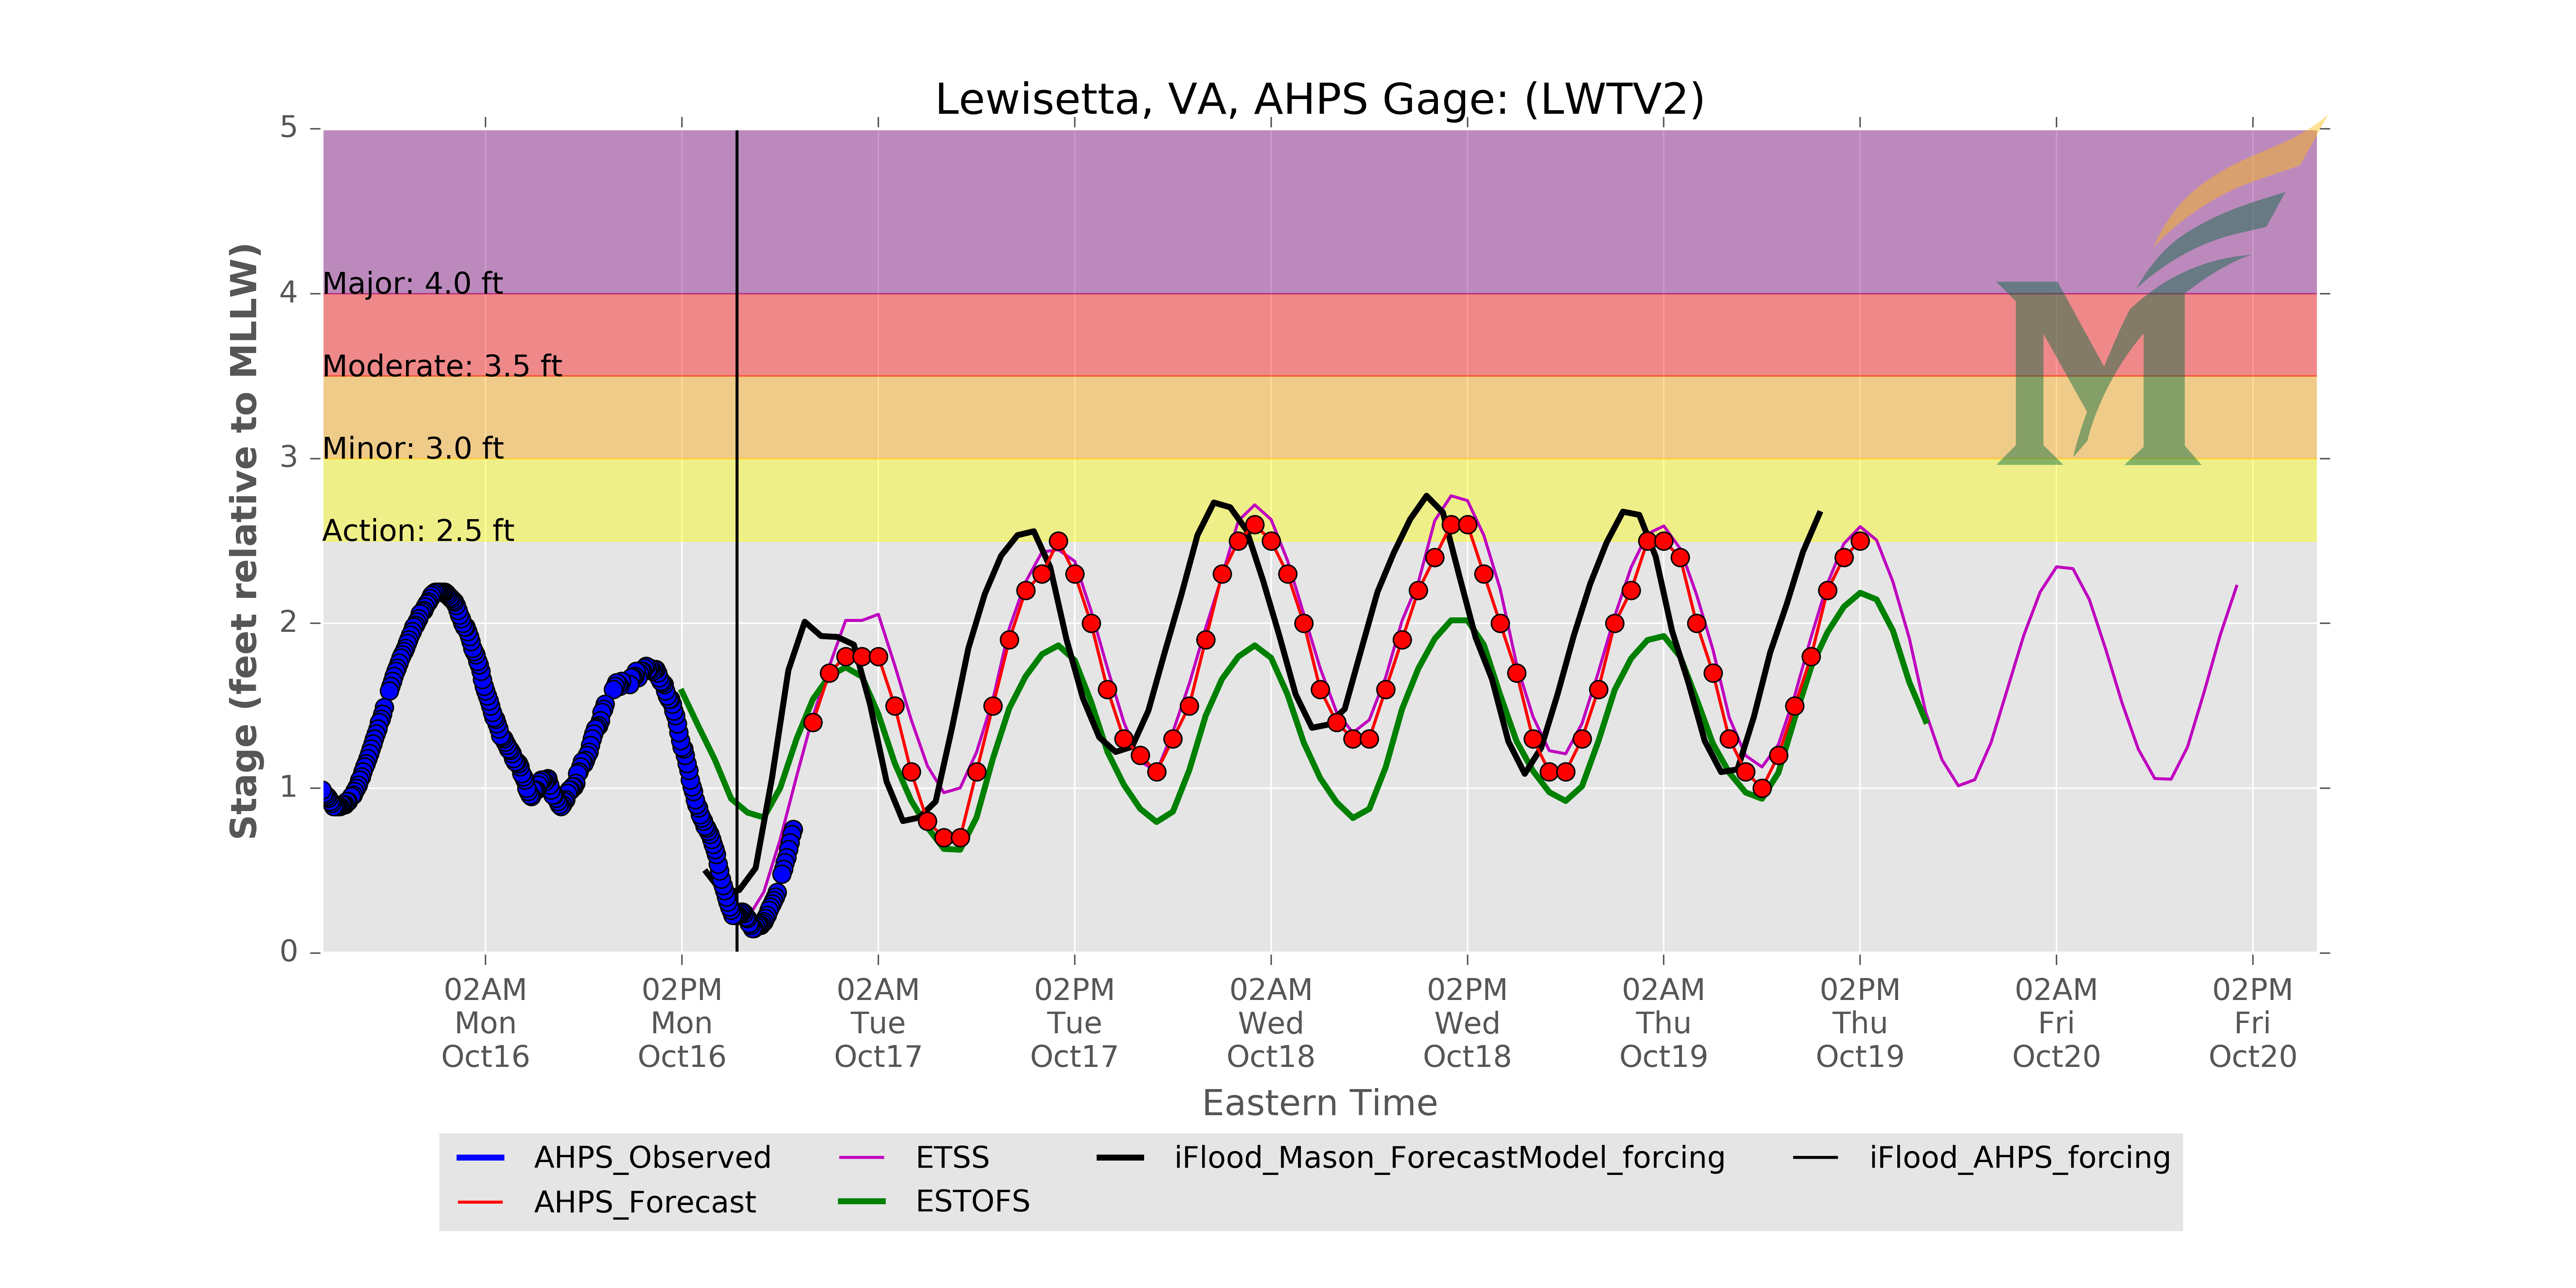 Lewisetta, VA, AHPS Gage: (LWTV2)
Stage (feet relative to MLLW)
5
4
3
2
1
0
Major: 4.0 ft
Moderate: 3.5 ft
Minor: 3.0 ft
Action: 2.5 ft
M
02AM 02PM 02AM 02PM 02AM 02PM 02AM 02PM 02AM 02PM
Mon Mon Tue Tue Wed Wed Thu Thu Fri Fri
Oct16 Oct16 Oct17 Oct17 Oct18 Oct18 Oct19 Oct19 Oct20 Oct20
Eastern Time
AHPS_Observed ETSS iFlood_Mason_ForecastModel_forcing iFlood_AHPS_forcing
AHPS_Forecast ESTOFS